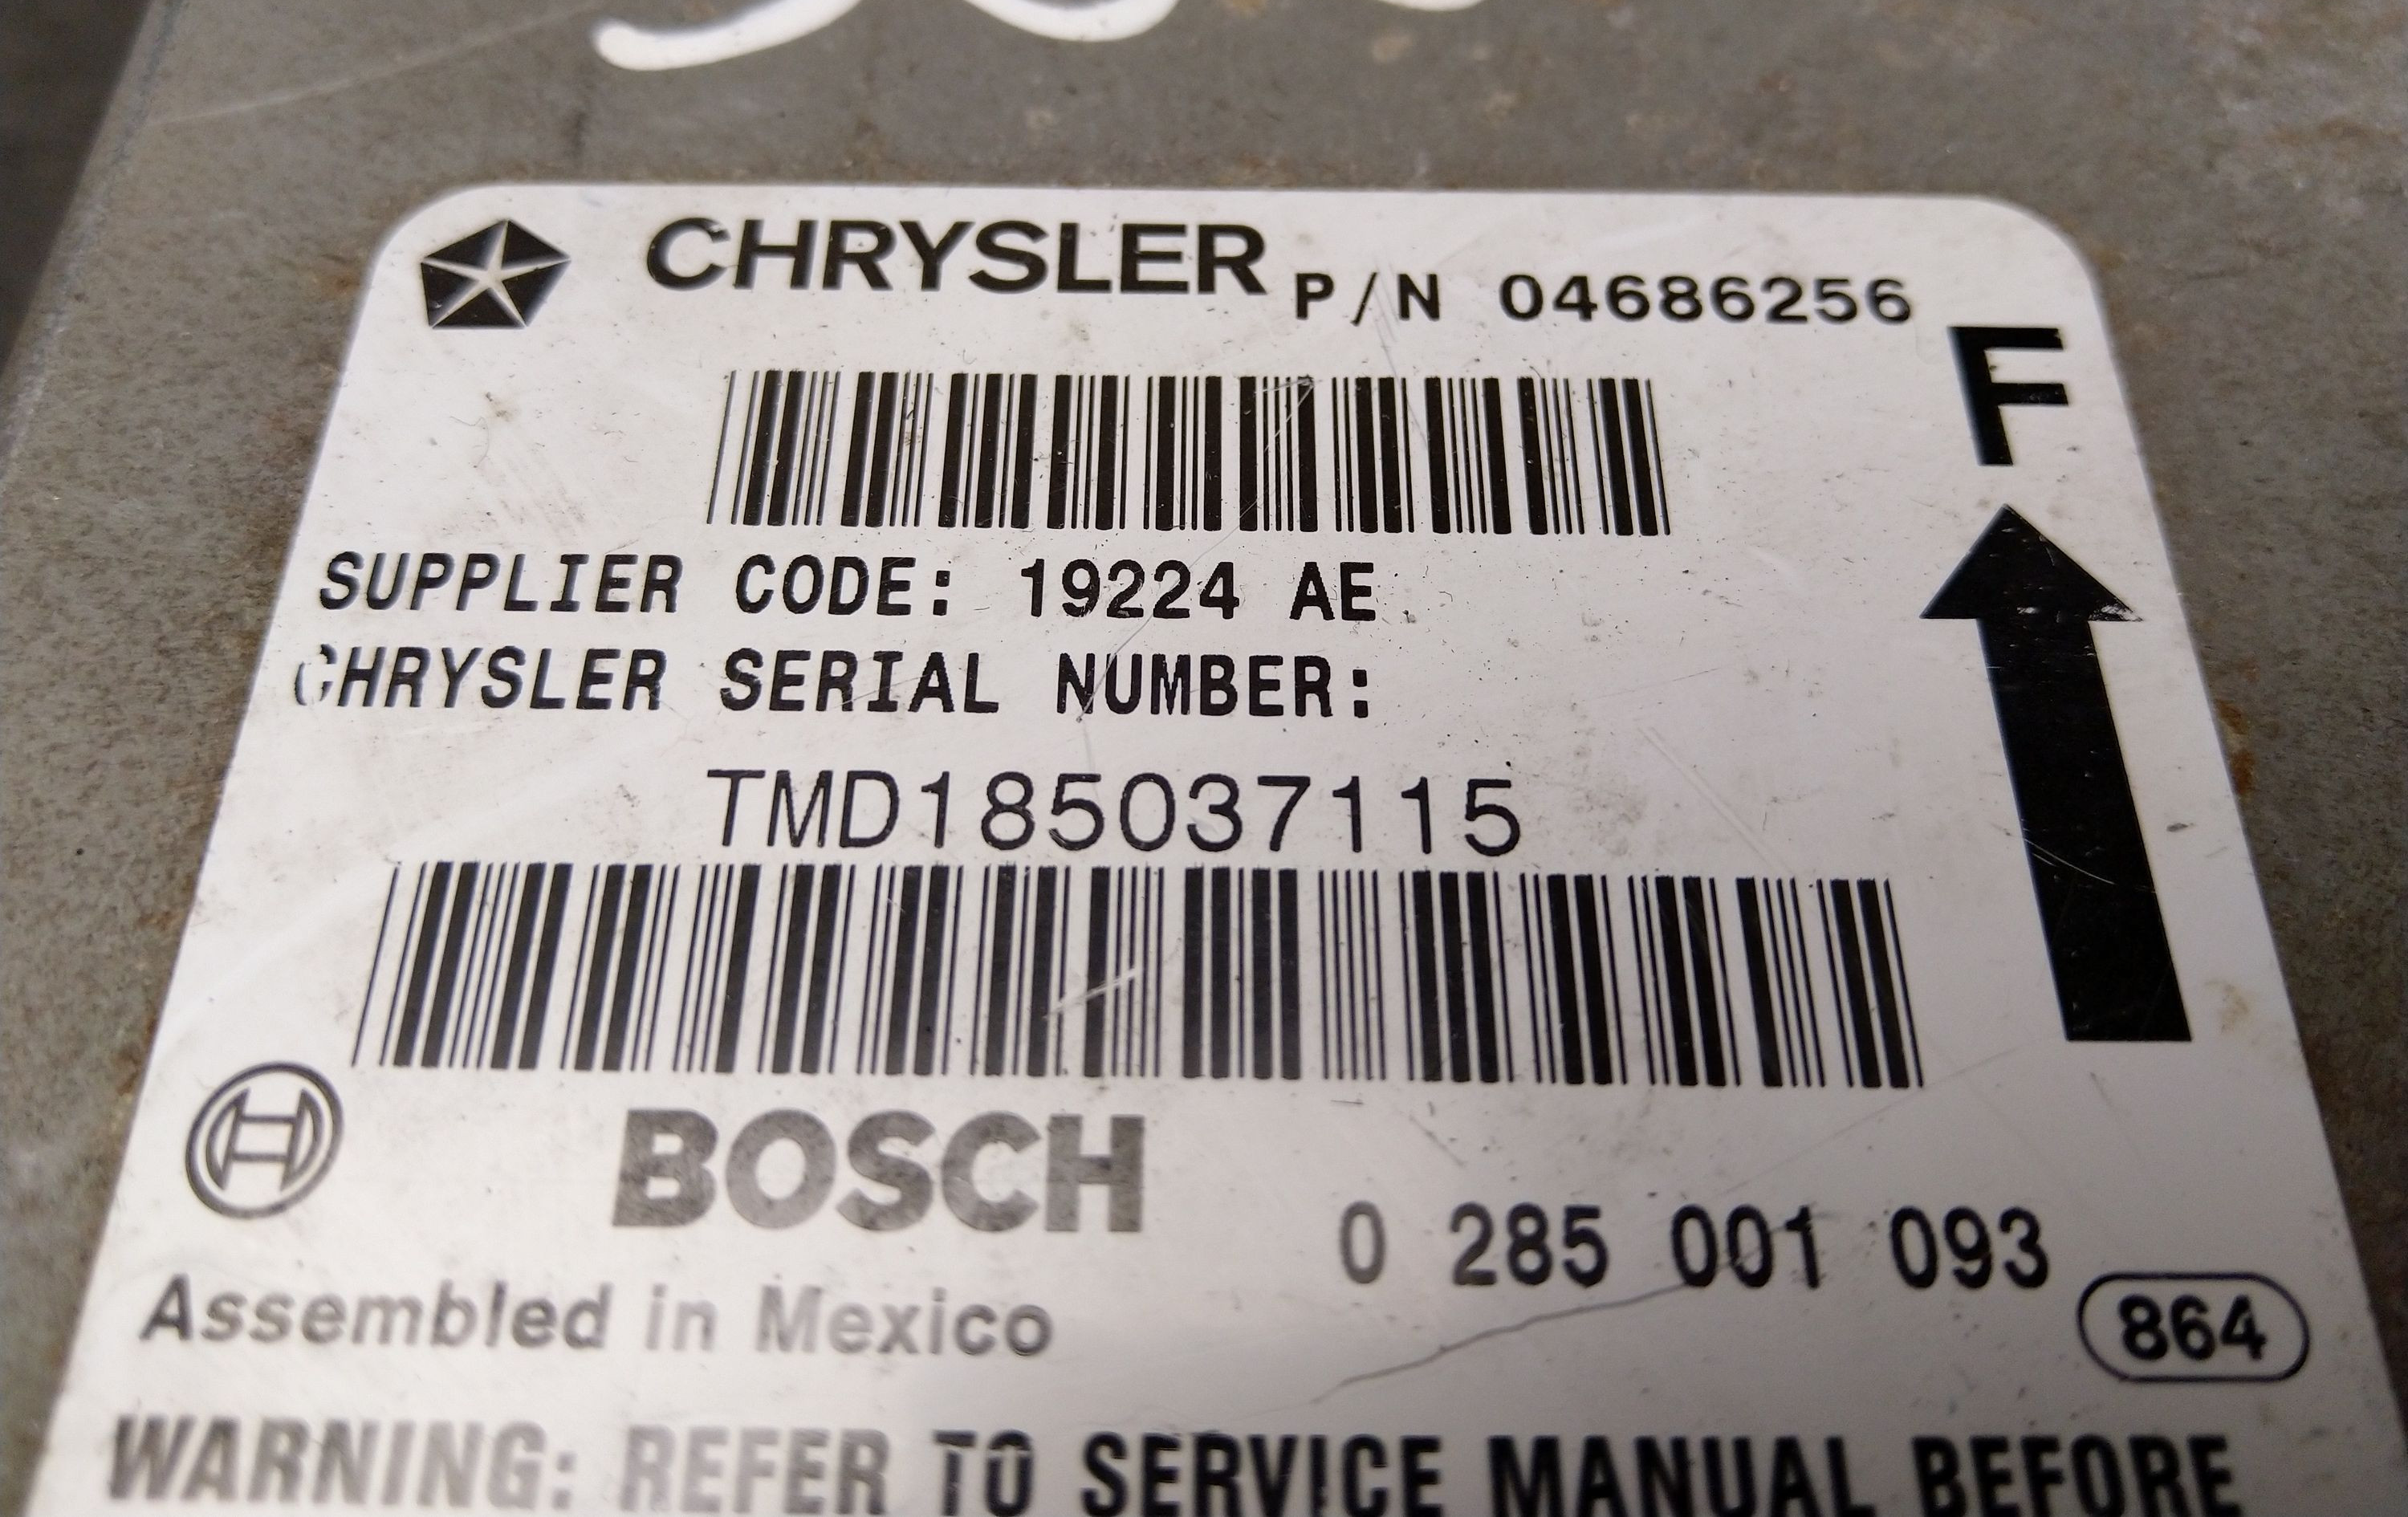 CHRYSLER P/N 04686256
F
SUPPLIER CODE: 19224 AE
CHRYSLER SERIAL NUMBER:
TMD185037115
BOSCH
0 285 001 093
Assembled in Mexico
864
WARNING: REFER TO SERVICE MANUAL BEFORE